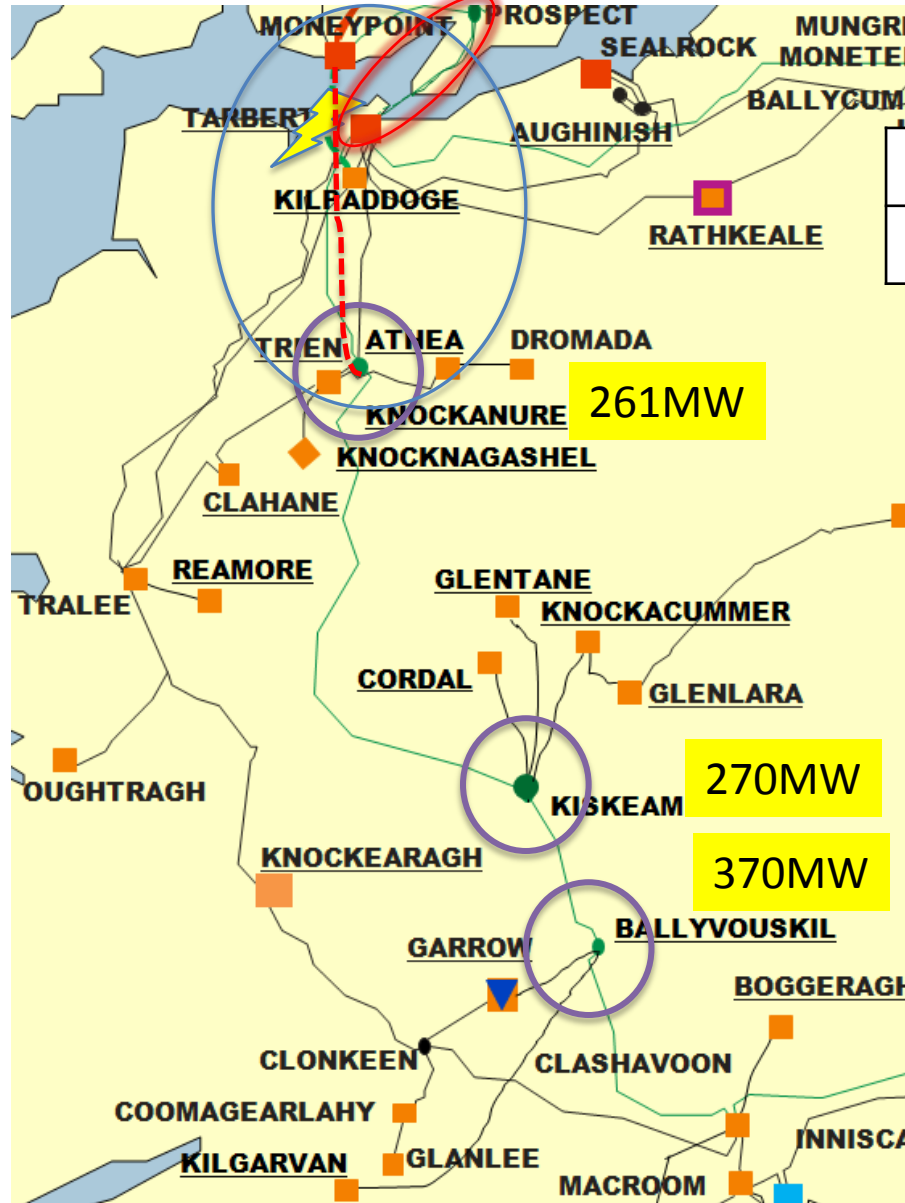 MONEYPOINT
PROSPECT
SEALROCK
MUNGR
MONETE
BALLYCUM
TARBERT
AUGHINISH
KILPADDOGE
RATHKEALE
TRIEN
ATHEA
DROMADA
KNOCKANURE
261MW
KNOCKNAGASHEL
CLAHANE
REAMORE
TRALEE
GLENTANE
KNOCKACUMMER
CORDAL
GLENLARA
OUGHTRAGH
KISKEAM
270MW
KNOCKEARAGH
370MW
BALLYVOUSKIL
GARROW
BOGGERAGH
CLONKEEN
CLASHAVOON
COOMAGEARLAHY
INNISCA
KILGARVAN
GLANLEE
MACROOM